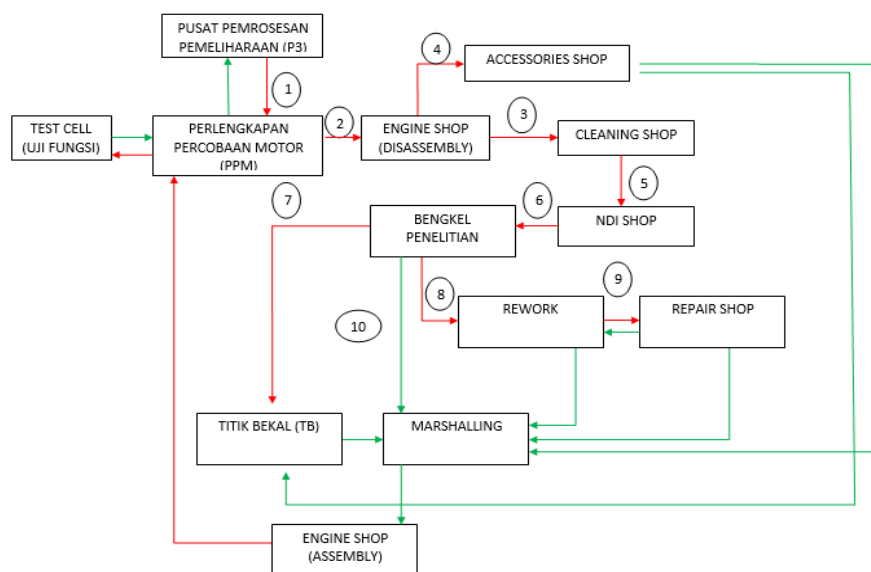 PUSAT PEMROSESAN
PEMELIHARAAN (P3)
4
ACCESSORIES SHOP
1
TEST CELL
(UJI FUNGSI)
PERLENGKAPAN
PERCOBAAN MOTOR
(PPM)
2
ENGINE SHOP
(DISASSEMBLY)
3
CLEANING SHOP
5
7
BENGKEL
PENELITIAN
6
NDI SHOP
8
REWORK
9
REPAIR SHOP
10
TITIK BEKAL (TB)
MARSHALLING
ENGINE SHOP
(ASSEMBLY)